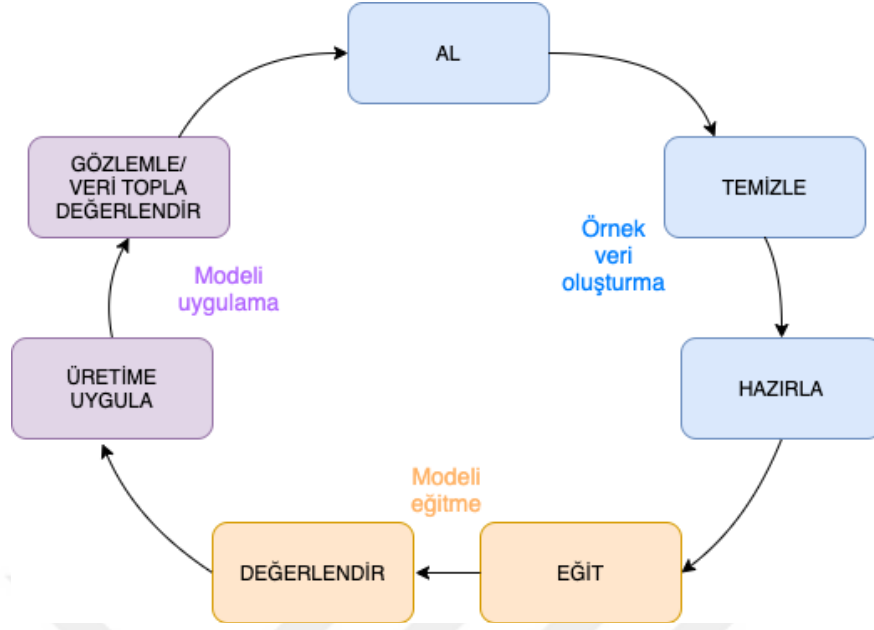 AL
TEMİZLE
HAZIRLA
EĞİT
DEĞERLENDİR
ÜRETİME
UYGULA
GÖZLEMLE/
VERİ TOPLA
DEĞERLENDİR
Örnek
veri
oluşturma
Modeli
eğitme
Modeli
uygulama